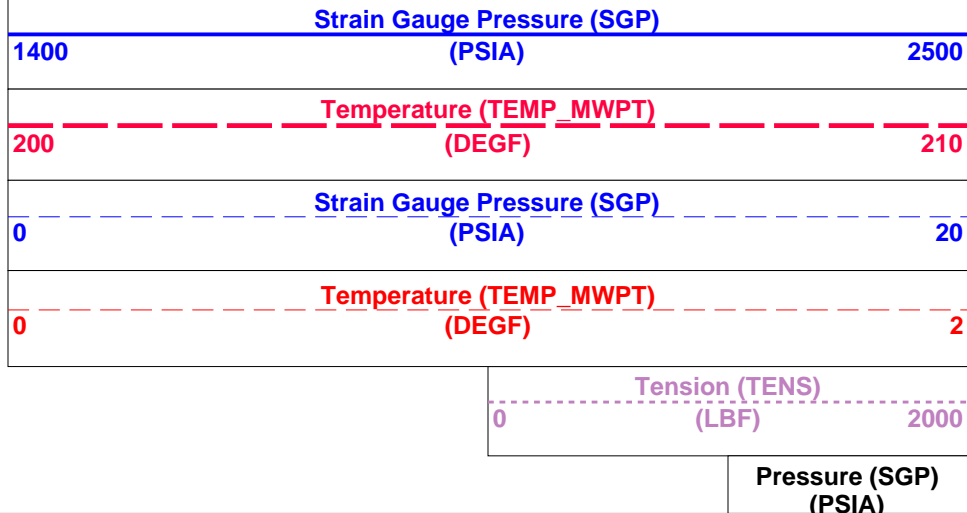 Strain Gauge Pressure (SGP)
1400 (PSIA) 2500
Temperature (TEMP_MWPT)
200 (DEGF) 210
Strain Gauge Pressure (SGP)
0 (PSIA) 20
Temperature (TEMP_MWPT)
0 (DEGF) 2
Tension (TENS)
0 (LBF) 2000
Pressure (SGP)
(PSIA)